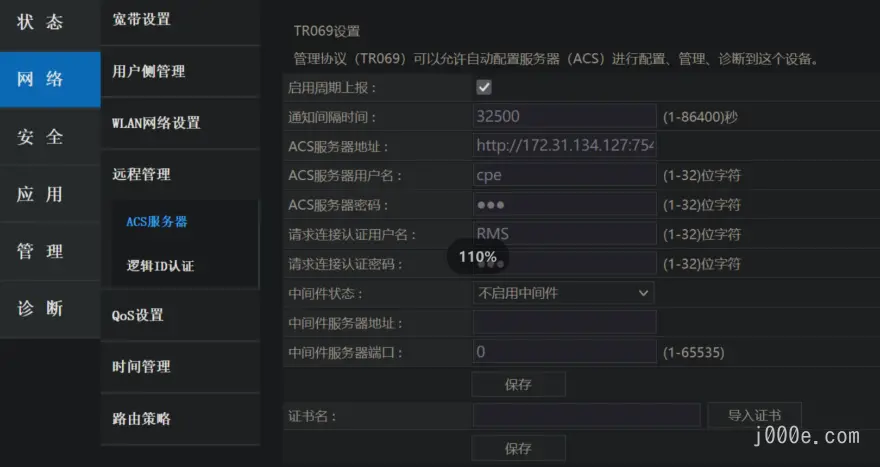 状 态
网 络
安 全
应 用
管 理
诊 断
宽带设置
用户侧管理
WLAN网络设置
远程管理
ACS服务器
逻辑ID认证
QoS设置
时间管理
路由策略
TR069设置
管理协议（TR069）可以允许自动配置服务器（ACS）进行配置、管理、诊断到这个设备。
启用周期上报：
通知间隔时间： 32500 (1-86400)秒
ACS服务器地址： http://172.31.134.127:754
ACS服务器用户名： cpe (1-32)位字符
ACS服务器密码： ●●● (1-32)位字符
请求连接认证用户名： RMS (1-32)位字符
110%
请求连接认证密码： ●●● (1-32)位字符
中间件状态： 不启用中间件
中间件服务器地址：
中间件服务器端口： 0 (1-65535)
保存
证书名： 导入证书
保存
j000e.com